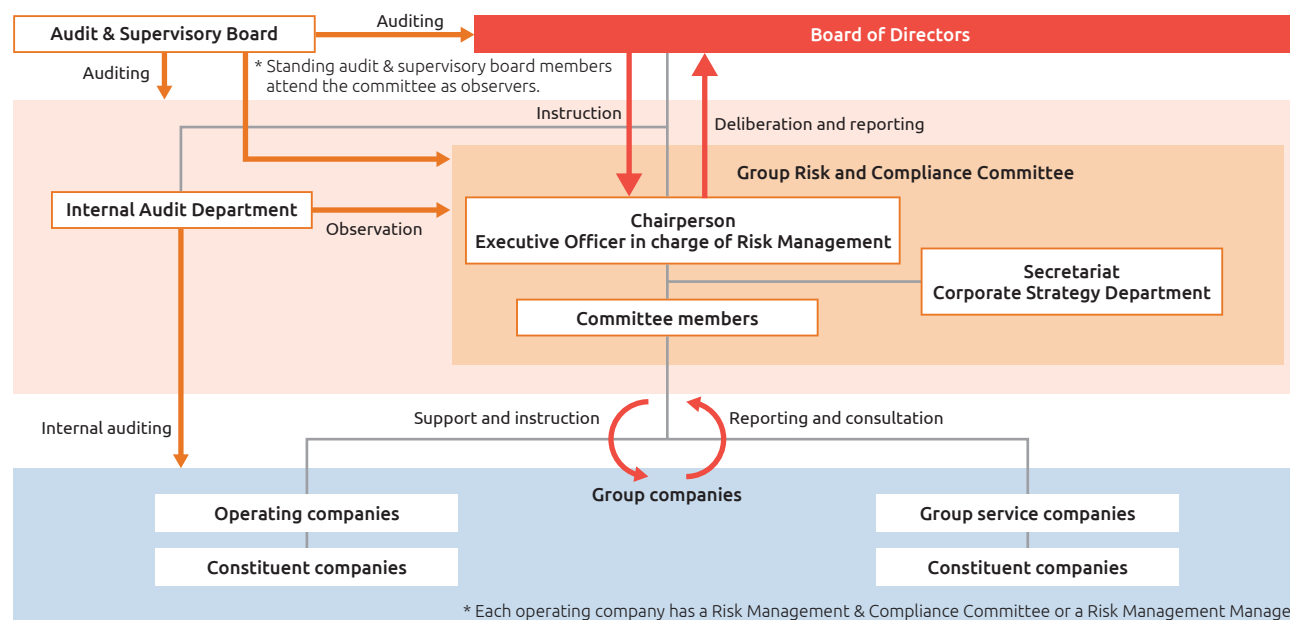 Audit & Supervisory Board
Auditing
Board of Directors
Auditing
* Standing audit & supervisory board members
attend the committee as observers.
Instruction
Deliberation and reporting
Group Risk and Compliance Committee
Internal Audit Department
Observation
Chairperson
Executive Officer in charge of Risk Management
Secretariat
Corporate Strategy Department
Committee members
Internal auditing
Support and instruction
Reporting and consultation
Group companies
Operating companies
Group service companies
Constituent companies
Constituent companies
* Each operating company has a Risk Management & Compliance Committee or a Risk Management Manage